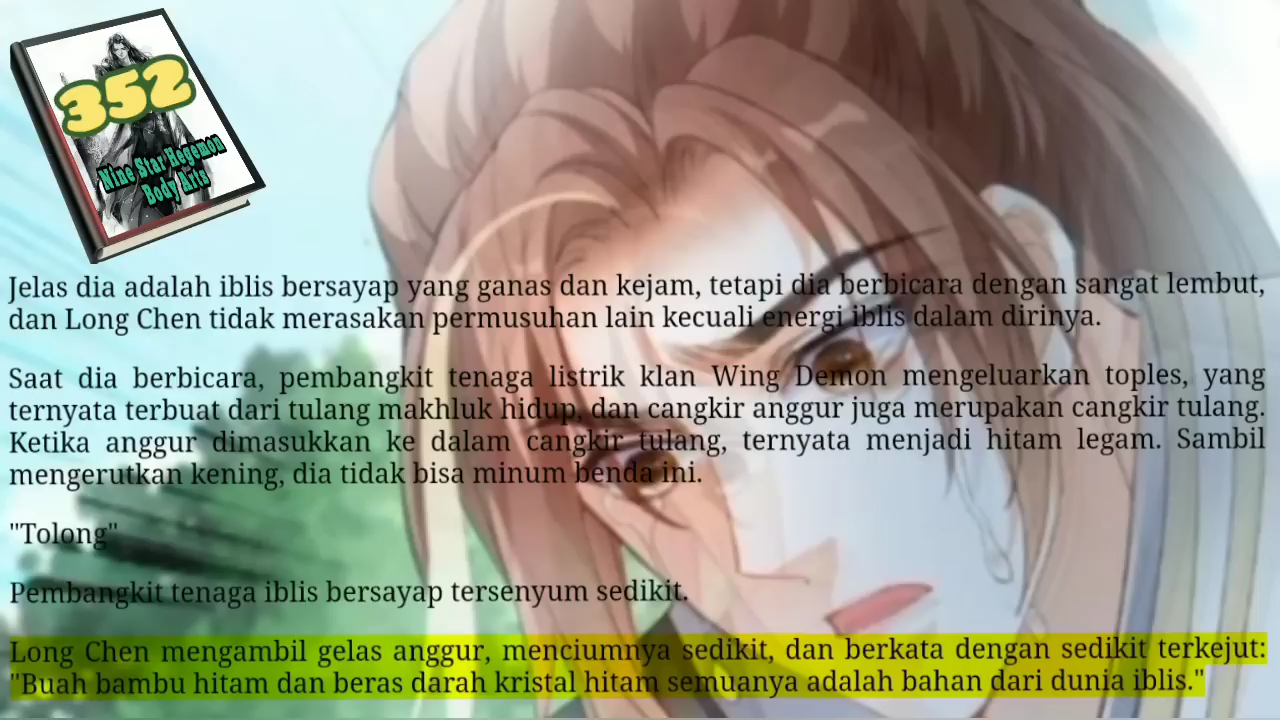 352
Nine Star Hegemon
Body Arts
Jelas dia adalah iblis bersayap yang ganas dan kejam, tetapi dia berbicara dengan sangat lembut,
dan Long Chen tidak merasakan permusuhan lain kecuali energi iblis dalam dirinya.
Saat dia berbicara, pembangkit tenaga listrik klan Wing Demon mengeluarkan toples, yang
ternyata terbuat dari tulang makhluk hidup, dan cangkir anggur juga merupakan cangkir tulang.
Ketika anggur dimasukkan ke dalam cangkir tulang, ternyata menjadi hitam legam. Sambil
mengerutkan kening, dia tidak bisa minum benda ini.
"Tolong"
Pembangkit tenaga iblis bersayap tersenyum sedikit.
Long Chen mengambil gelas anggur, menciumnya sedikit, dan berkata dengan sedikit terkejut:
"Buah bambu hitam dan beras darah kristal hitam semuanya adalah bahan dari dunia iblis."